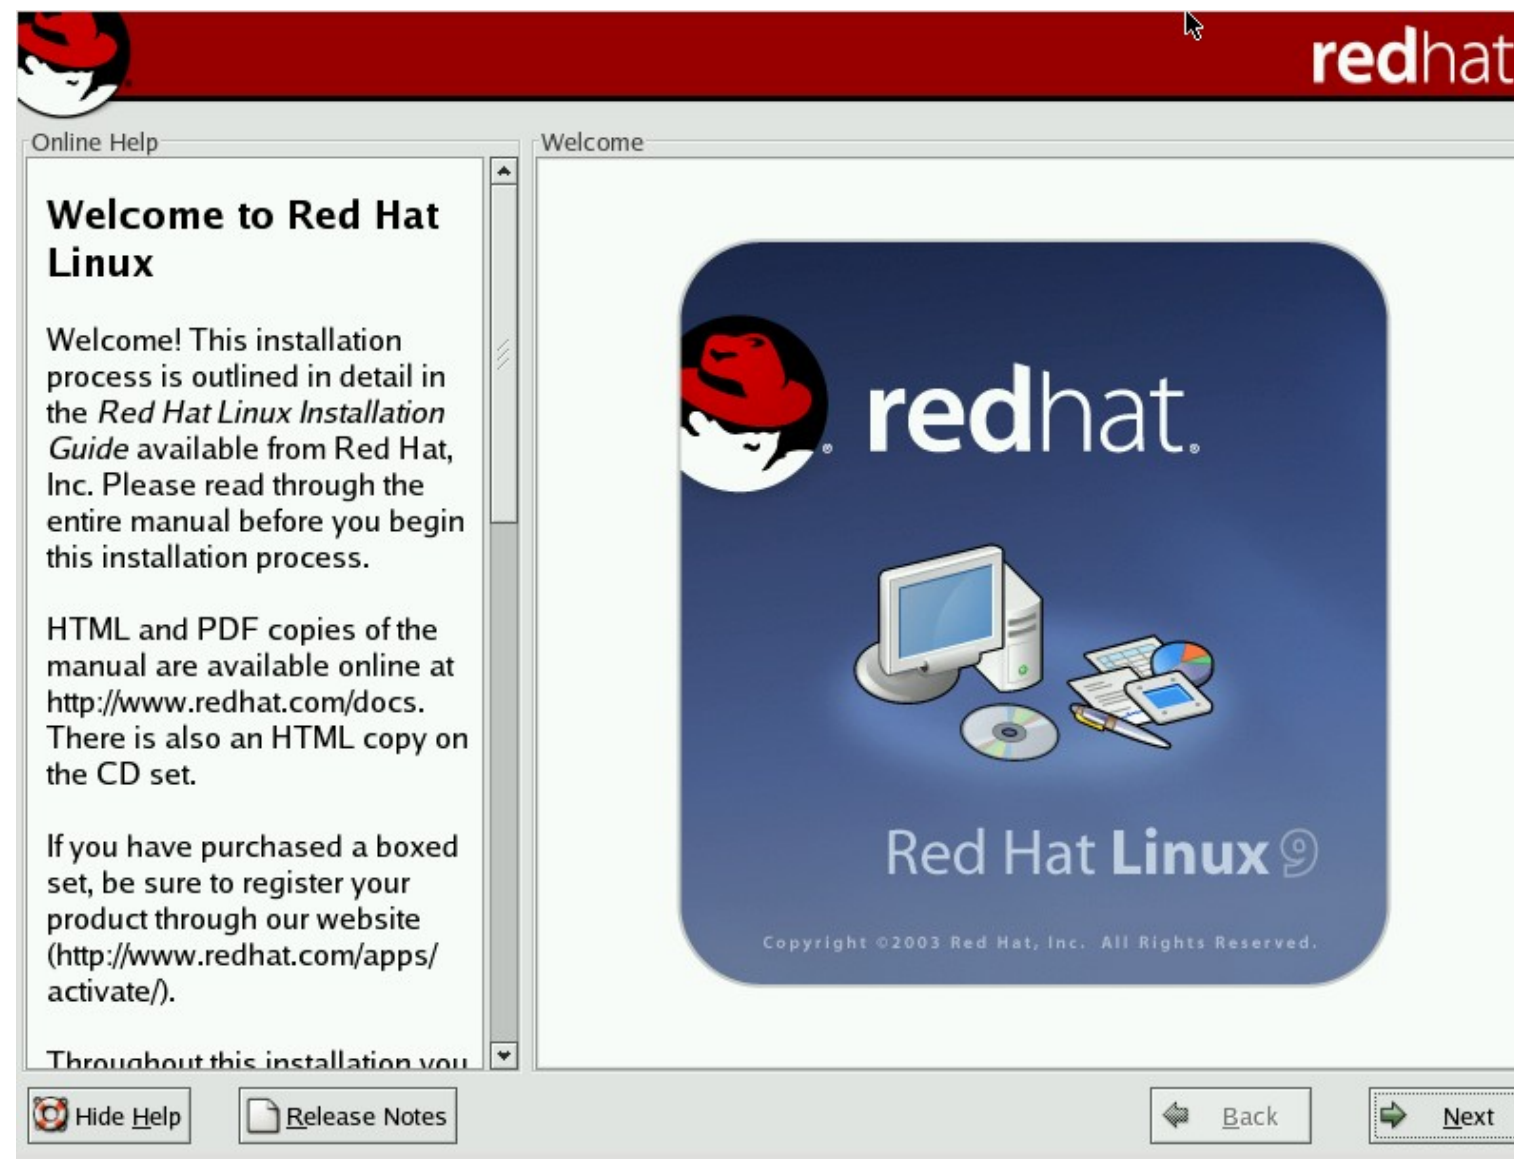 redhat
Online Help
Welcome to Red Hat
Linux
Welcome! This installation
process is outlined in detail in
the Red Hat Linux Installation
Guide available from Red Hat,
Inc. Please read through the
entire manual before you begin
this installation process.
HTML and PDF copies of the
manual are available online at
http://www.redhat.com/docs.
There is also an HTML copy on
the CD set.
If you have purchased a boxed
set, be sure to register your
product through our website
(http://www.redhat.com/apps/
activate/).
Throughout this installation you
Welcome
redhat.
Red Hat Linux 9
Copyright ©2003 Red Hat, Inc. All Rights Reserved.
Hide Help
Release Notes
Back
Next